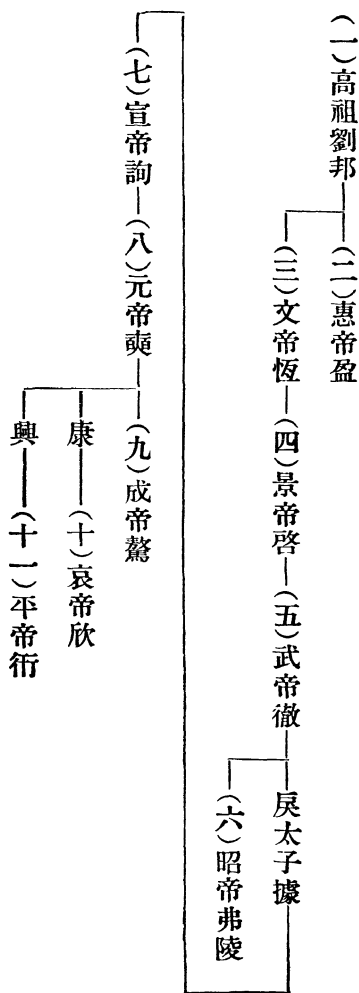 （一）高祖劉邦
（二）惠帝盈
（三）文帝恆
（四）景帝啓
（五）武帝徹
戾太子據
（六）昭帝弗陵
（七）宣帝詢
（八）元帝奭
（九）成帝驁
康
（十）哀帝欣
興
（十一）平帝衎